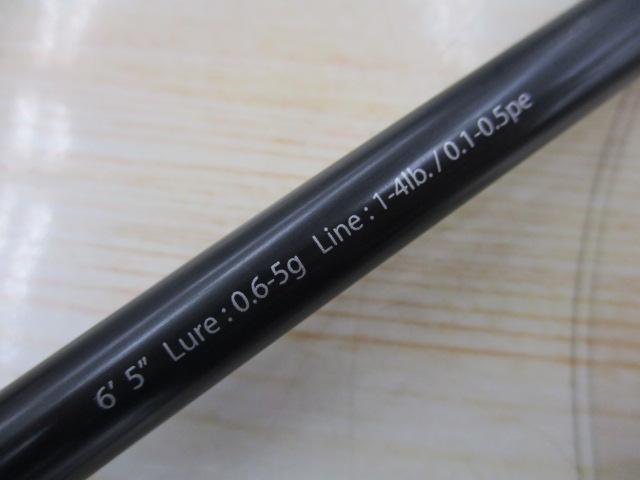 6' 5" Lure : 0.6-5g Line : 1-4lb. / 0.1-0.5pe